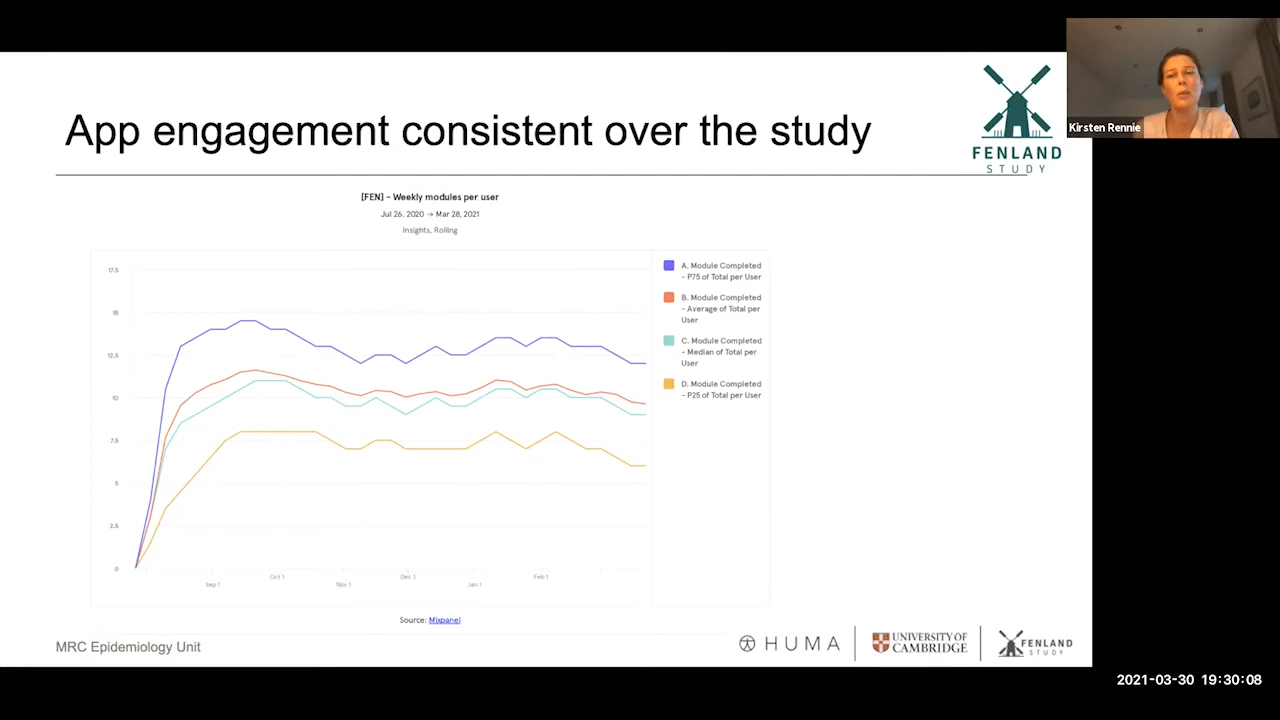 App engagement consistent over the study
FENLAND
STUDY
Kirsten Rennie
[FEN] - Weekly modules per user
Jul 26, 2020 → Mar 28, 2021
Insights, Rolling
17.5
15
12.5
10
7.5
5
2.5
0
Sep 1
Oct 1
Nov 1
Dec 1
Jan 1
Feb 1
A. Module Completed
- P75 of Total per User
B. Module Completed
- Average of Total per
User
C. Module Completed
- Median of Total per
User
D. Module Completed
- P25 of Total per User
Source: Mixpanel
MRC Epidemiology Unit
HUMA
UNIVERSITY OF
CAMBRIDGE
FENLAND
STUDY
2021-03-30 19:30:08